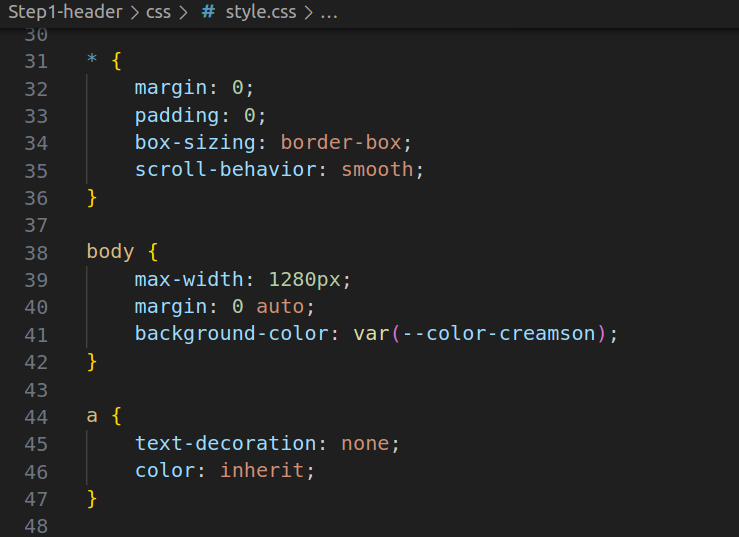 Step1-header > css > # style.css > ...
30
31 * {
32 margin: 0;
33 padding: 0;
34 box-sizing: border-box;
35 scroll-behavior: smooth;
36 }
37
38 body {
39 max-width: 1280px;
40 margin: 0 auto;
41 background-color: var(--color-creamson);
42 }
43
44 a {
45 text-decoration: none;
46 color: inherit;
47 }
48